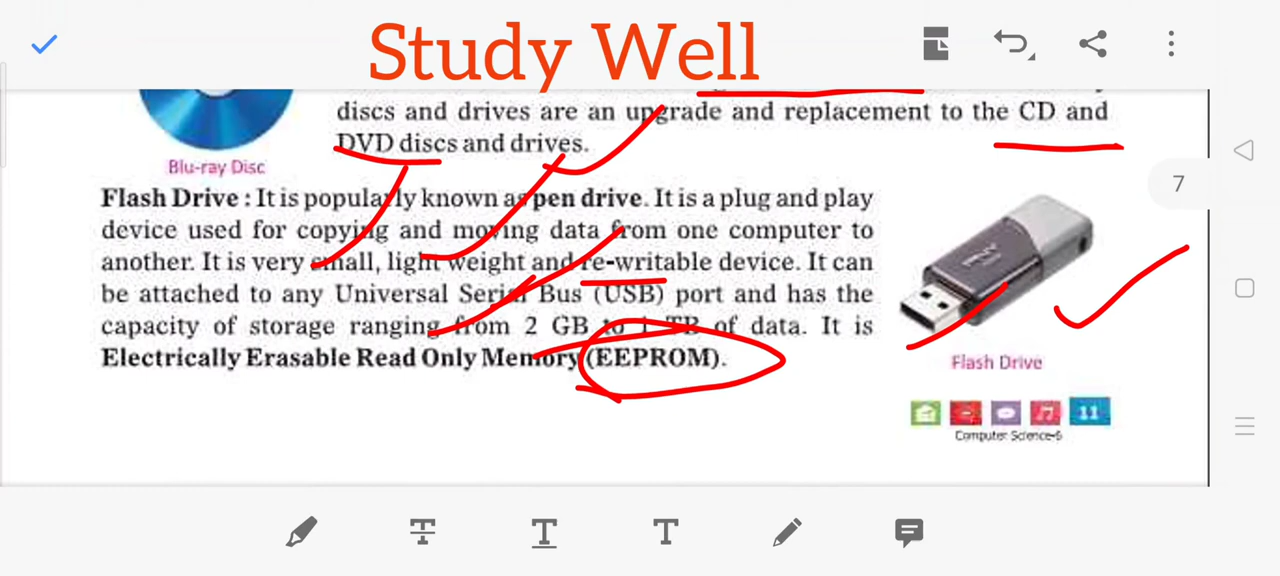 Study Well
discs and drives are an upgrade and replacement to the CD and
DVD discs and drives.
Blu-ray Disc
Flash Drive : It is popularly known as pen drive. It is a plug and play
device used for copying and moving data from one computer to
another. It is very small, light weight and re-writable device. It can
be attached to any Universal Serial Bus (USB) port and has the
capacity of storage ranging from 2 GB to 1 TB of data. It is
Electrically Erasable Read Only Memory (EEPROM).
PNY
Flash Drive
7
11
Computer Science-6